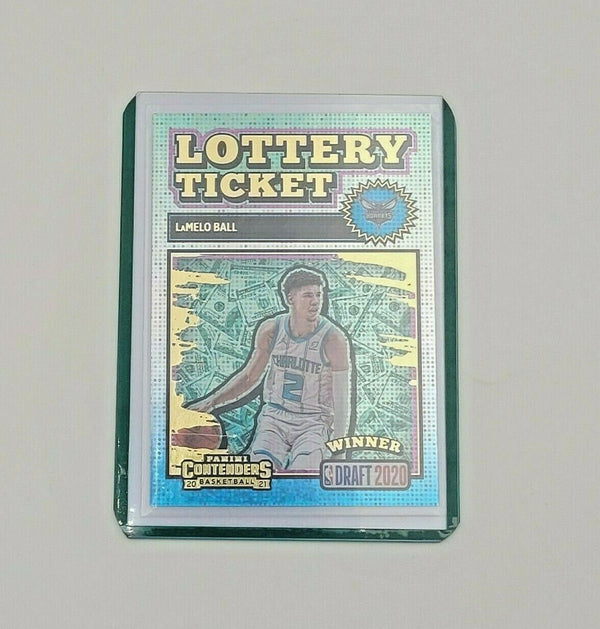 LOTTERY
TICKET
HORNETS
LAMELO BALL
CHARLOTTE
2
WINNER
PANINI
CONTENDERS
20 BASKETBALL 21
DRAFT 2020